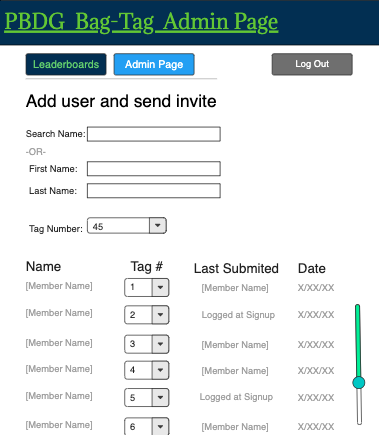 PBDG Bag-Tag Admin Page
Leaderboards Admin Page Log Out
Add user and send invite
Search Name:
-OR-
First Name:
Last Name:
Tag Number: 45
Name Tag # Last Submited Date
[Member Name] 1 [Member Name] X/XX/XX
[Member Name] 2 Logged at Signup X/XX/XX
[Member Name] 3 [Member Name] X/XX/XX
[Member Name] 4 [Member Name] X/XX/XX
[Member Name] 5 Logged at Signup X/XX/XX
[Member Name] 6 [Member Name] X/XX/XX